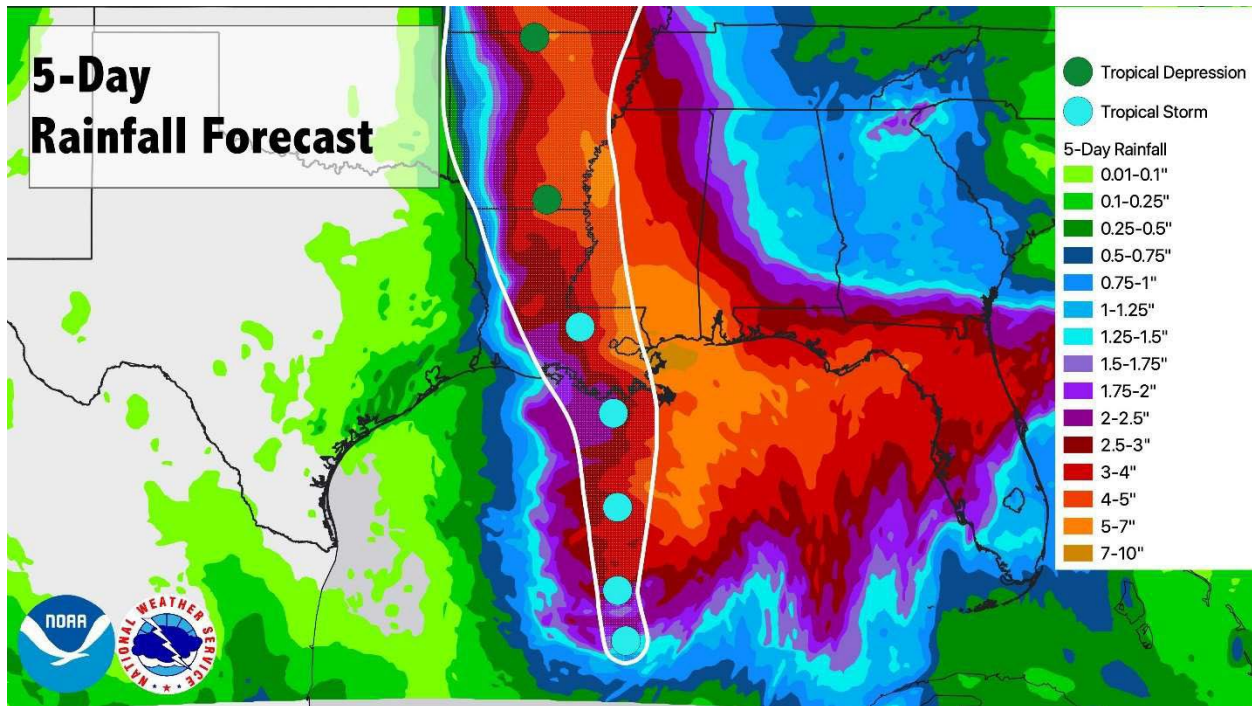 5-Day
Rainfall Forecast
Tropical Depression
Tropical Storm
5-Day Rainfall
0.01-0.1"
0.1-0.25"
0.25-0.5"
0.5-0.75"
0.75-1"
1-1.25"
1.25-1.5"
1.5-1.75"
1.75-2"
2-2.5"
2.5-3"
3-4"
4-5"
5-7"
7-10"
NOAA
NATIONAL WEATHER SERVICE